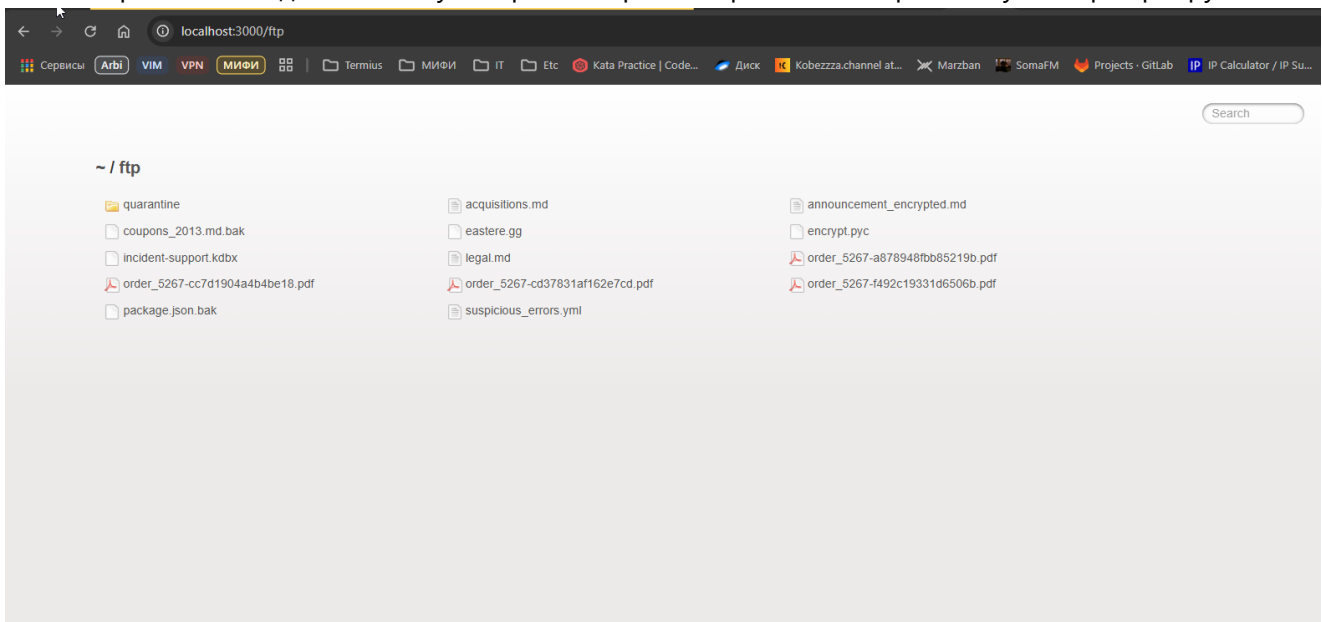 localhost:3000/ftp
Сервисы Arbi VIM VPN МИФИ Termius МИФИ IT Etc Kata Practice | Code... Диск Kobezzza.channel at... Marzban SomaFM Projects · GitLab IP IP Calculator / IP Su...
Search
~ / ftp
quarantine acquisitions.md announcement_encrypted.md
coupons_2013.md.bak eastere.gg encrypt.pyc
incident-support.kdbx legal.md order_5267-a878948fbb85219b.pdf
order_5267-cc7d1904a4b4be18.pdf order_5267-cd37831af162e7cd.pdf order_5267-f492c19331d6506b.pdf
package.json.bak suspicious_errors.yml